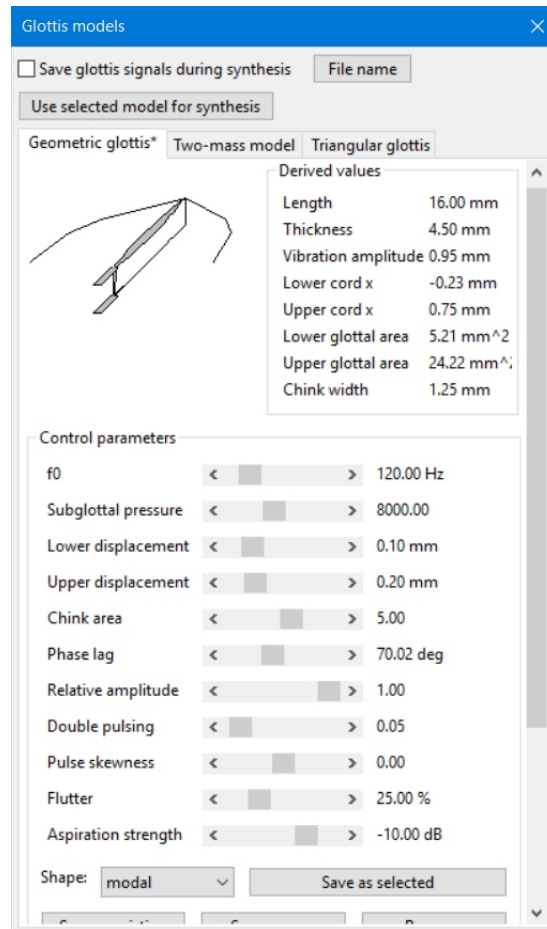 Glottis models
Save glottis signals during synthesis File name
Use selected model for synthesis
Geometric glottis* Two-mass model Triangular glottis
Derived values
Length 16.00 mm
Thickness 4.50 mm
Vibration amplitude 0.95 mm
Lower cord x -0.23 mm
Upper cord x 0.75 mm
Lower glottal area 5.21 mm^2
Upper glottal area 24.22 mm^2
Chink width 1.25 mm
Control parameters
f0 120.00 Hz
Subglottal pressure 8000.00
Lower displacement 0.10 mm
Upper displacement 0.20 mm
Chink area 5.00
Phase lag 70.02 deg
Relative amplitude 1.00
Double pulsing 0.05
Pulse skewness 0.00
Flutter 25.00 %
Aspiration strength -10.00 dB
Shape: modal Save as selected